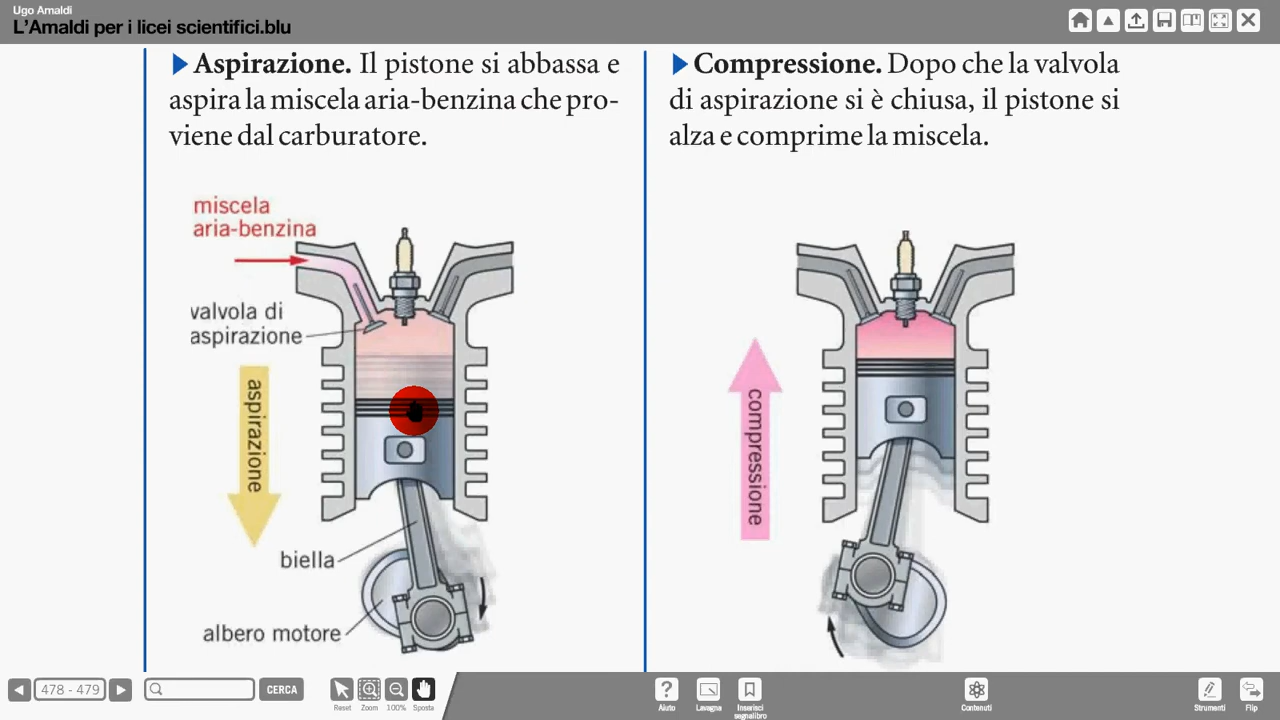 Ugo Amaldi
L'Amaldi per i licei scientifici.blu
Aspirazione. Il pistone si abbassa e
aspira la miscela aria-benzina che pro-
viene dal carburatore.
miscela
aria-benzina
valvola di
aspirazione
aspirazione
biella
albero motore
Compressione. Dopo che la valvola
di aspirazione si è chiusa, il pistone si
alza e comprime la miscela.
compressione
478 - 479
CERCA
Reset
Zoom
100%
Sposta
Aiuto
Lavagna
Inserisci
segnalibro
Contenuti
Strumenti
Flip